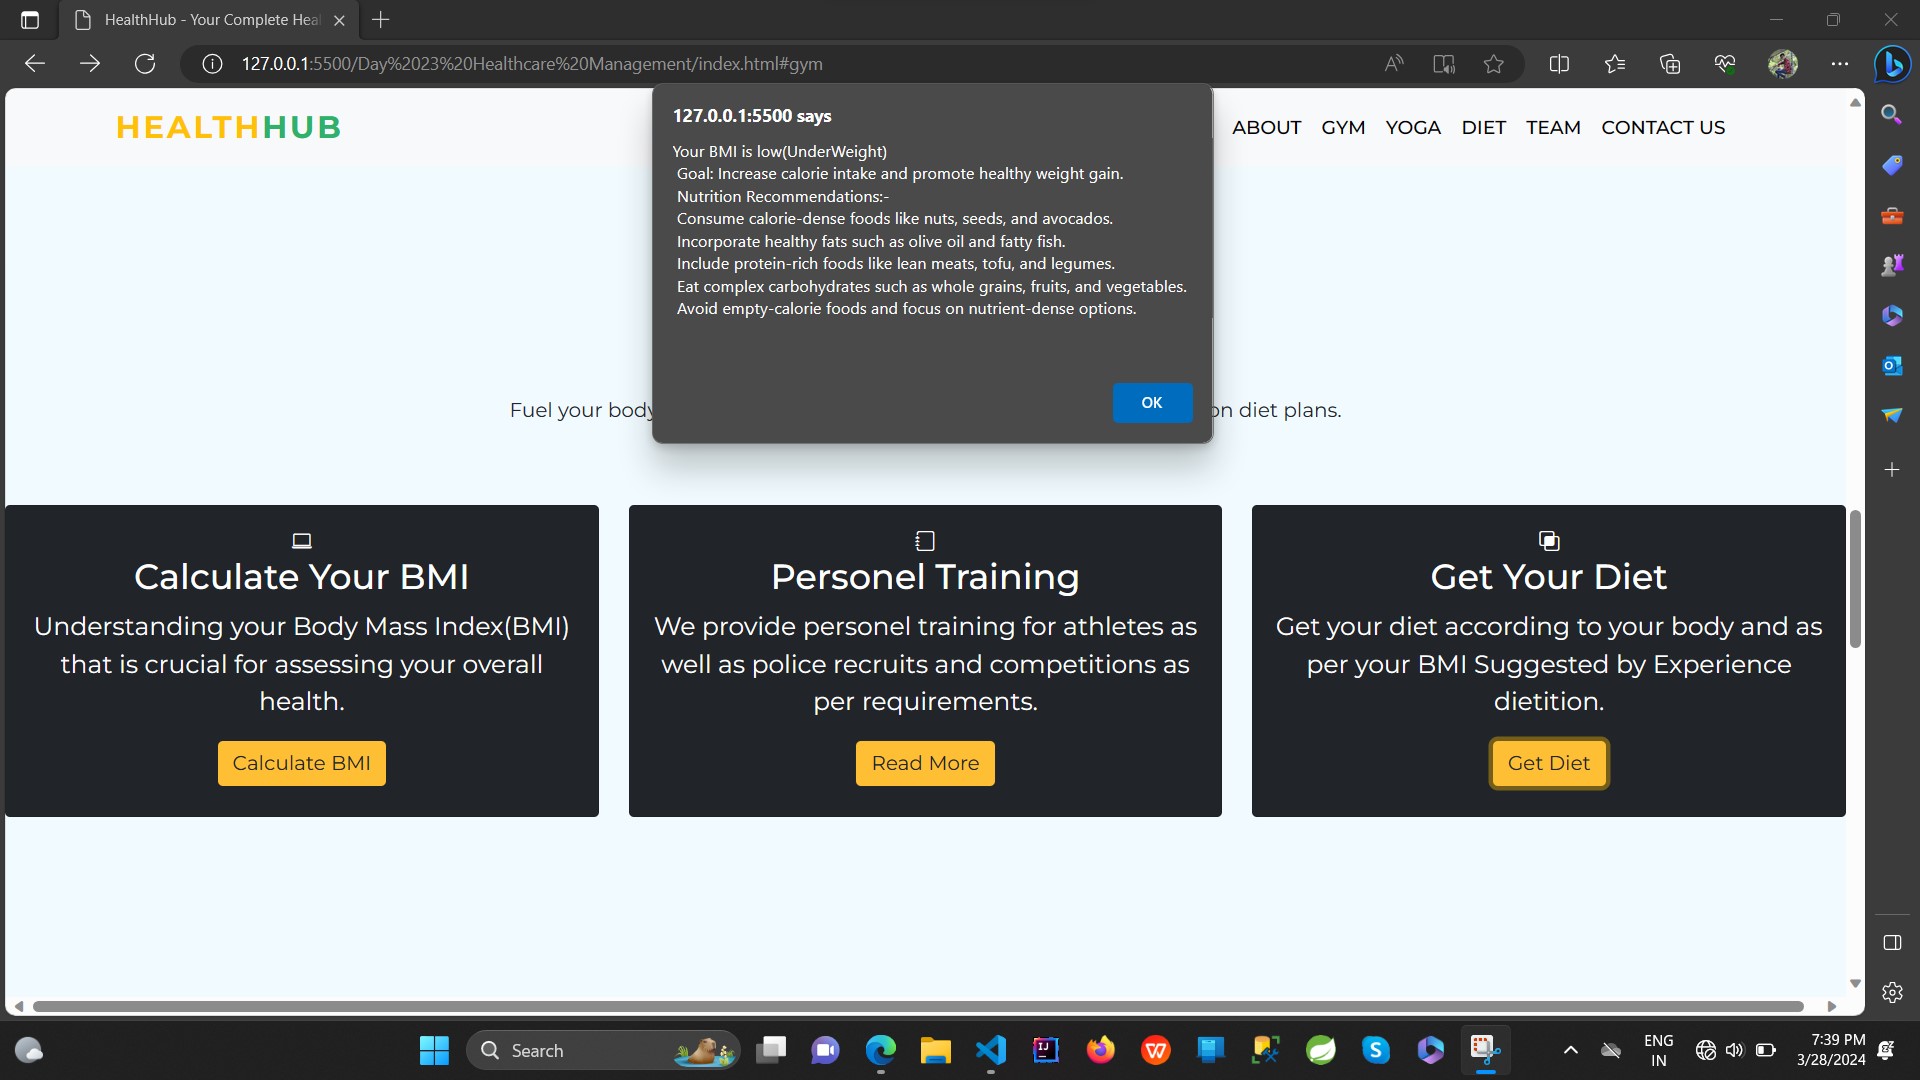 HealthHub - Your Complete Heal
127.0.0.1:5500/Day%2023%20Healthcare%20Management/index.html#gym
HEALTHHUB
ABOUT GYM YOGA DIET TEAM CONTACT US
127.0.0.1:5500 says
Your BMI is low(UnderWeight)
Goal: Increase calorie intake and promote healthy weight gain.
Nutrition Recommendations:-
Consume calorie-dense foods like nuts, seeds, and avocados.
Incorporate healthy fats such as olive oil and fatty fish.
Include protein-rich foods like lean meats, tofu, and legumes.
Eat complex carbohydrates such as whole grains, fruits, and vegetables.
Avoid empty-calorie foods and focus on nutrient-dense options.
OK
Fuel your body on diet plans.
Calculate Your BMI
Understanding your Body Mass Index(BMI)
that is crucial for assessing your overall
health.
Calculate BMI
Personel Training
We provide personel training for athletes as
well as police recruits and competitions as
per requirements.
Read More
Get Your Diet
Get your diet according to your body and as
per your BMI Suggested by Experience
dietition.
Get Diet
Search
ENG
IN
7:39 PM
3/28/2024